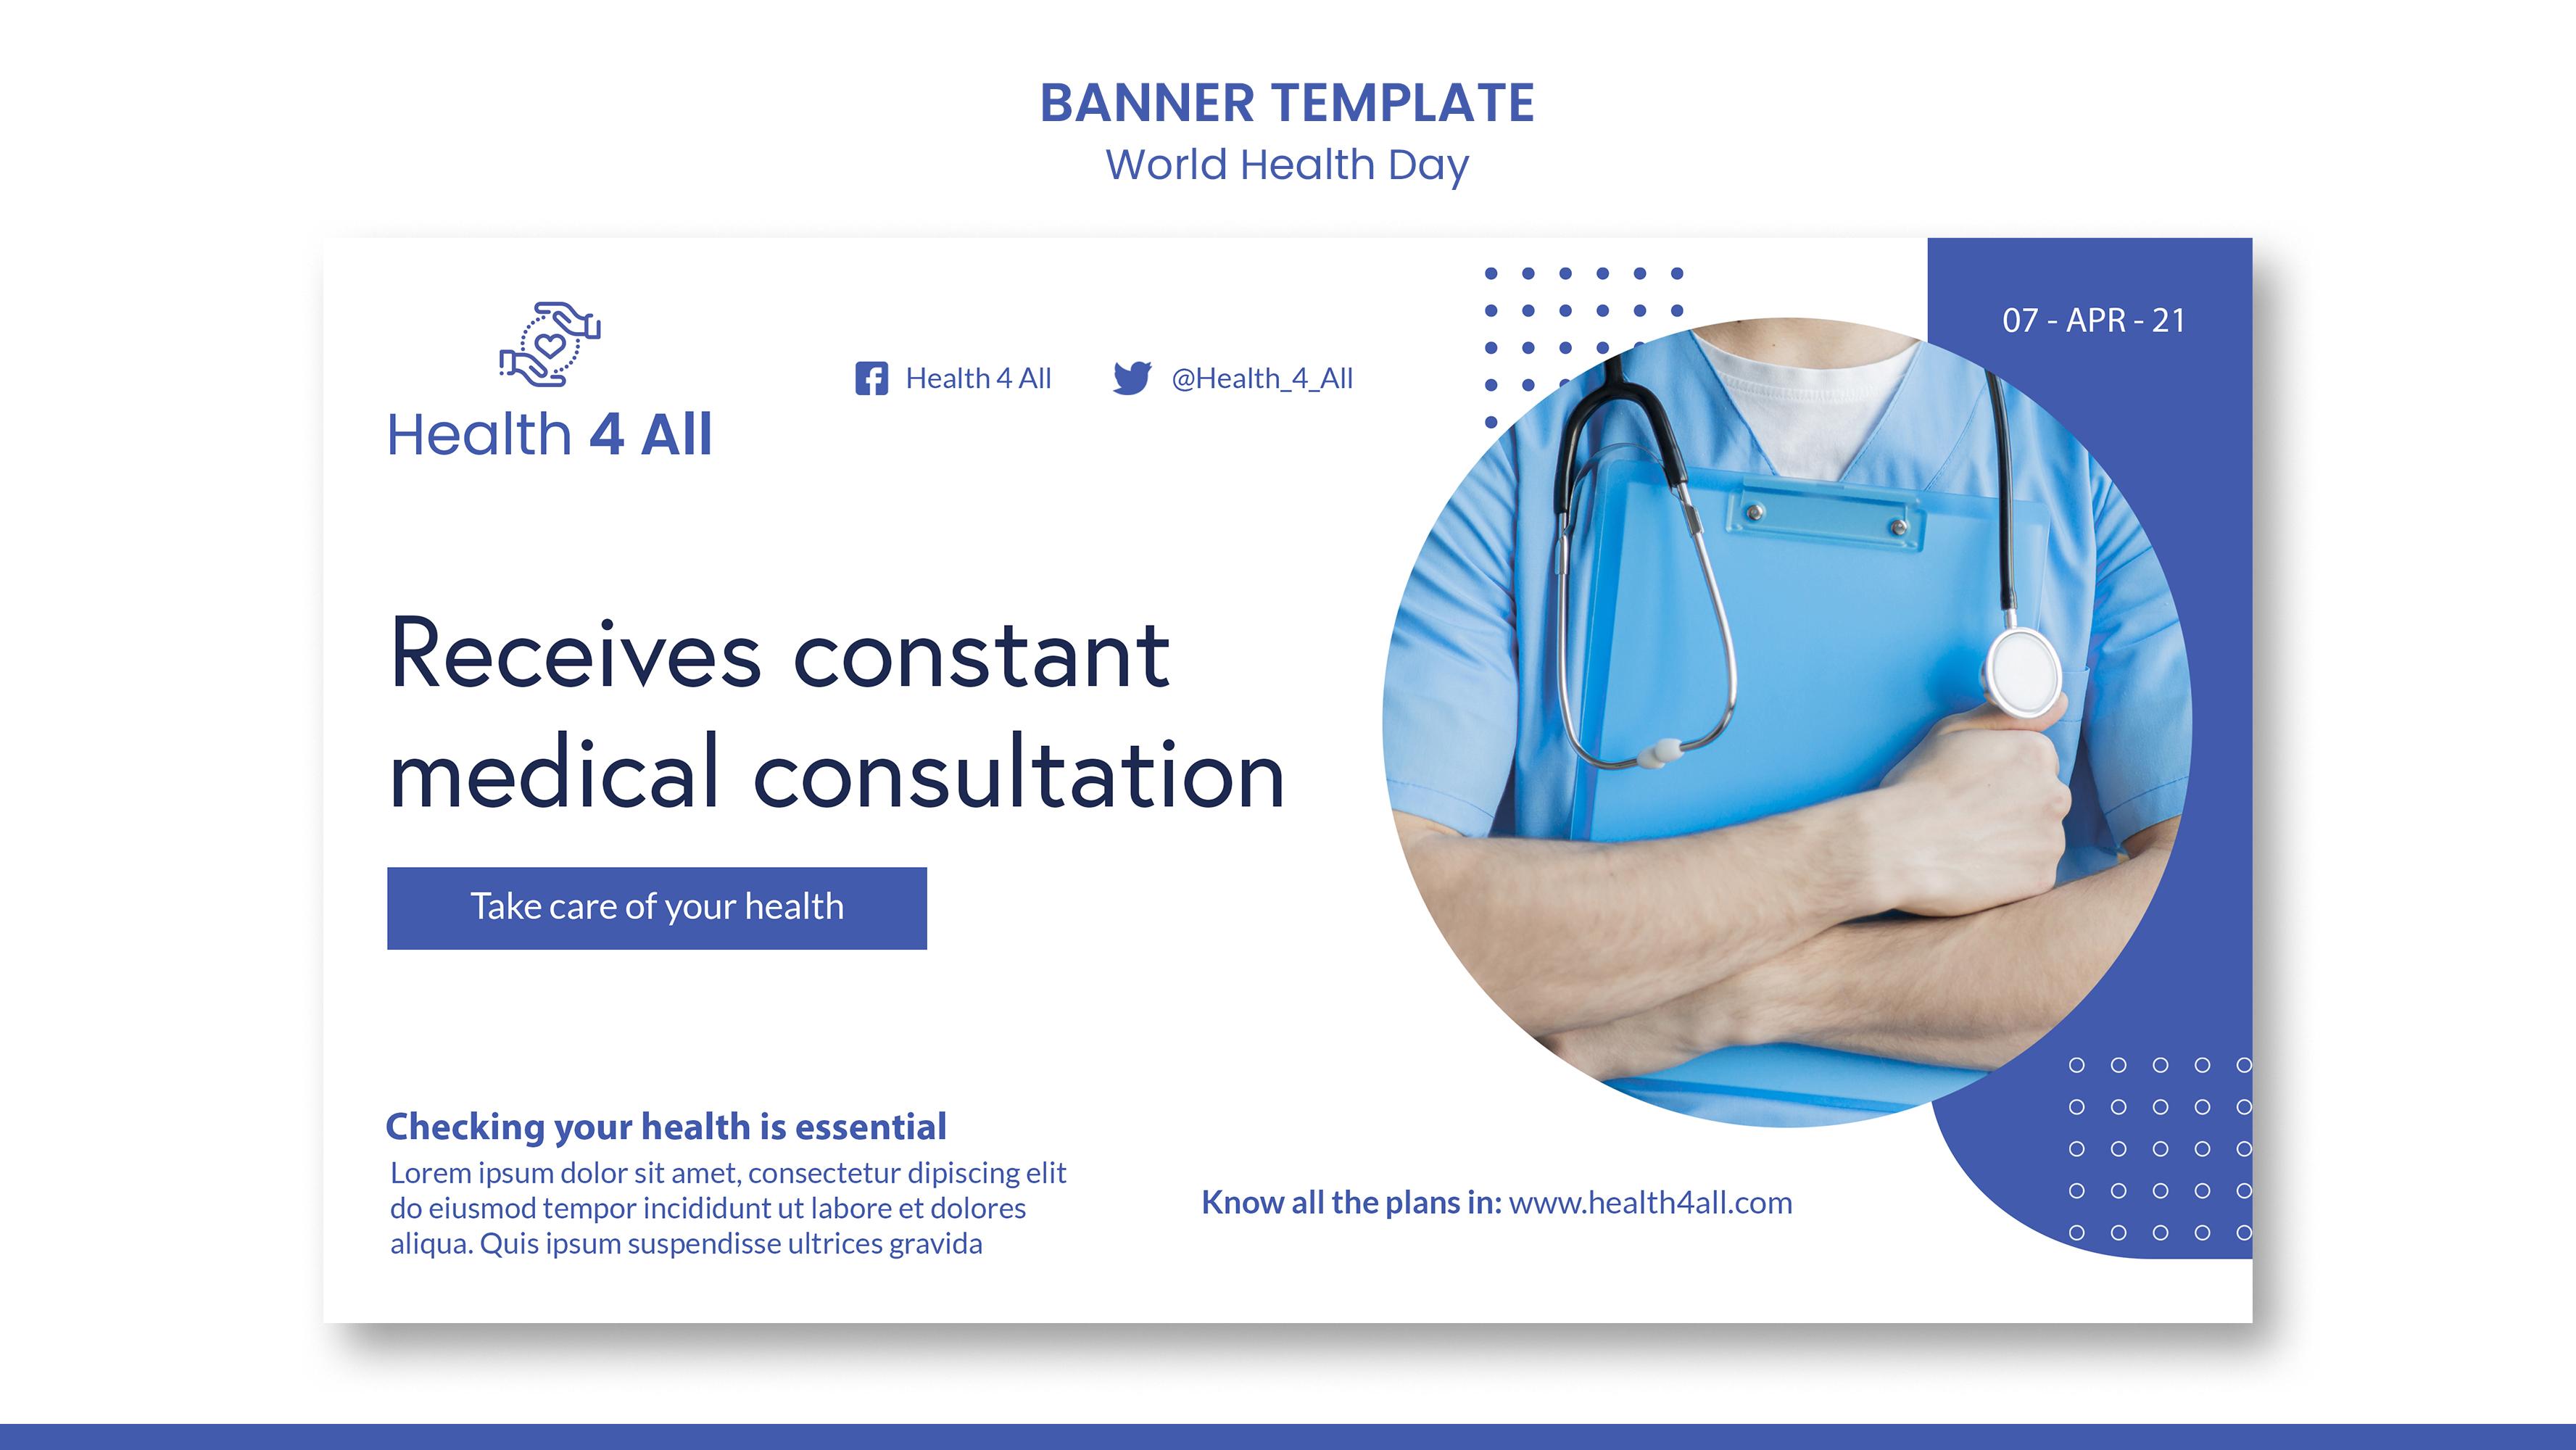 BANNER TEMPLATE
World Health Day
07 - APR - 21
Health 4 All
@Health_4_All
Health 4 All
Receives constant
medical consultation
Take care of your health
Checking your health is essential
Lorem ipsum dolor sit amet, consectetur dipiscing elit
do eiusmod tempor incididunt ut labore et dolores
aliqua. Quis ipsum suspendisse ultrices gravida
Know all the plans in: www.health4all.com